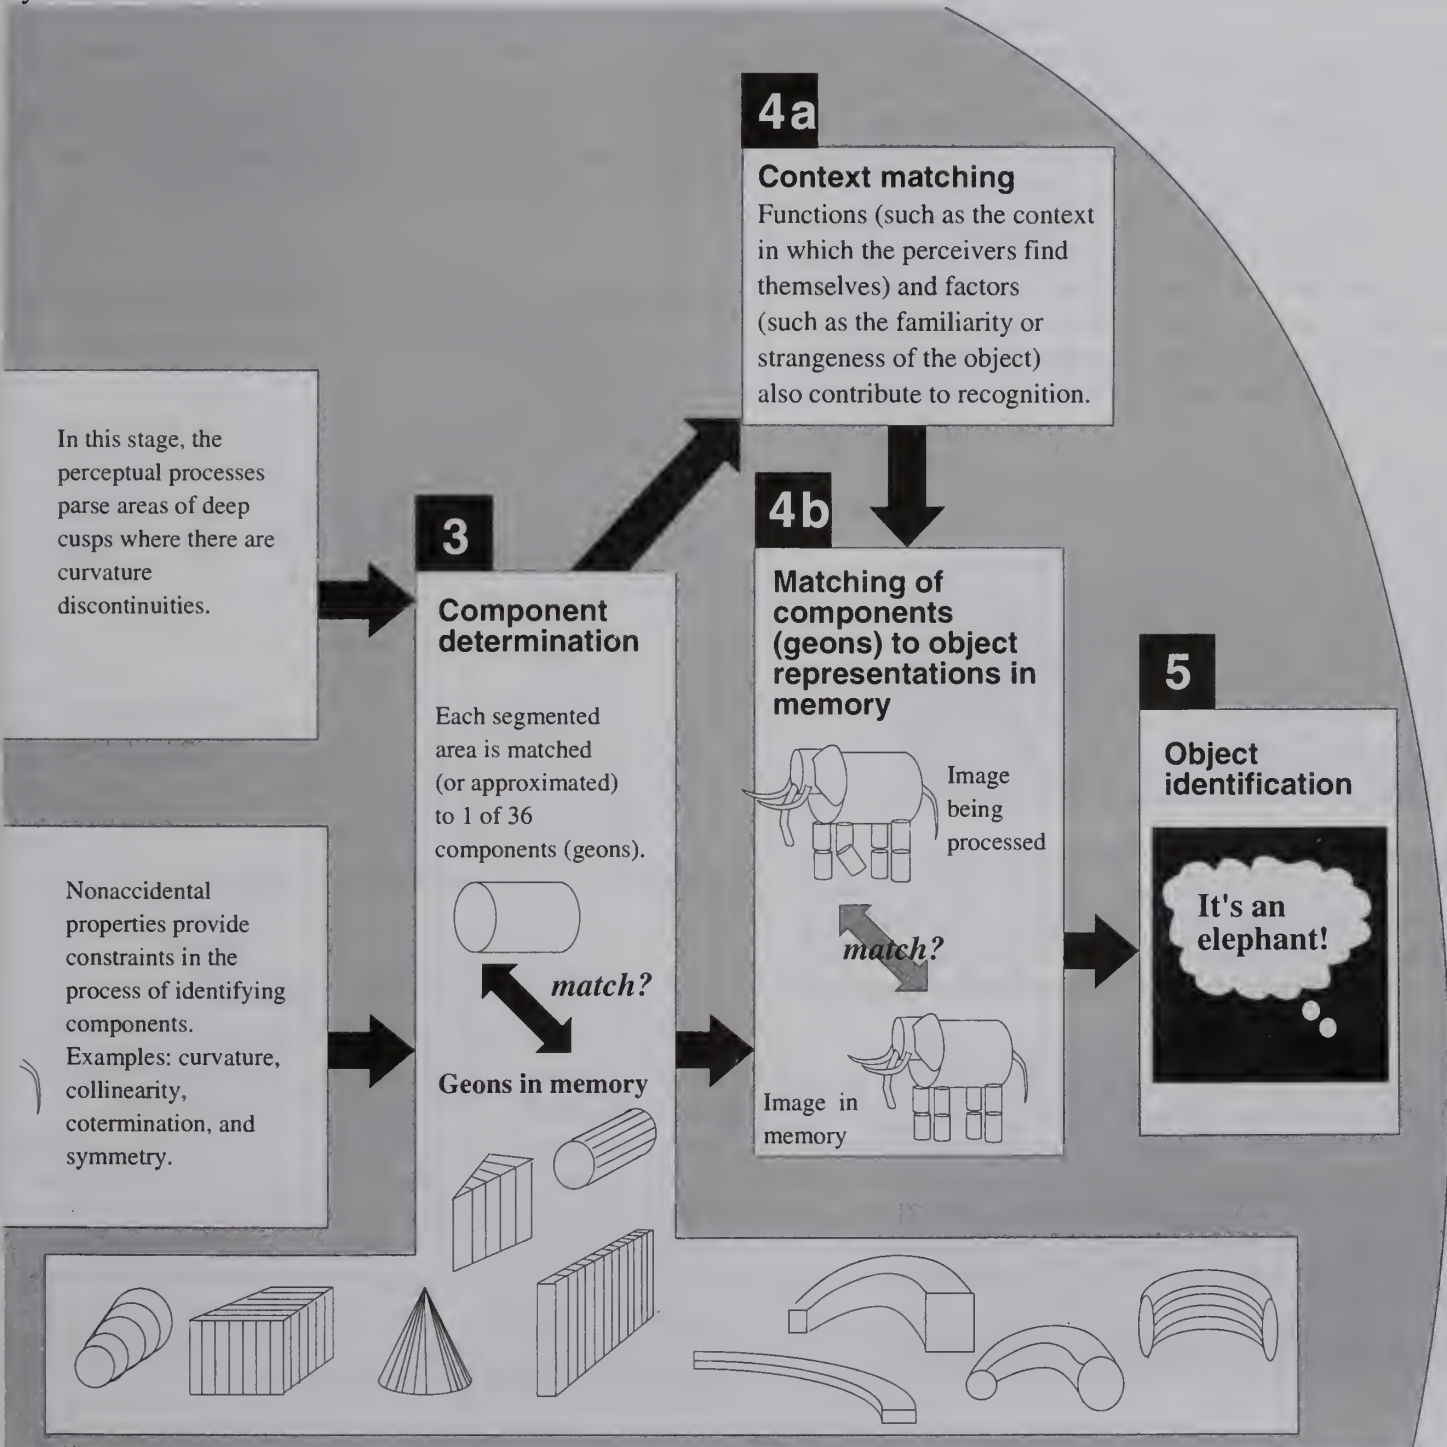 4a
Context matching
Functions (such as the context
in which the perceivers find
themselves) and factors
(such as the familiarity or
strangeness of the object)
also contribute to recognition.
In this stage, the
perceptual processes
parse areas of deep
cusps where there are
curvature
discontinuities.
Nonaccidental
properties provide
constraints in the
process of identifying
components.
Examples: curvature,
collinearity,
cotermination, and
symmetry.
3
Component
determination
Each segmented
area is matched
(or approximated)
to 1 of 36
components (geons).
match?
Geons in memory
4b
Matching of
components
(geons) to object
representations in
memory
Image
being
processed
match?
Image in
memory
5
Object
identification
It's an
elephant!